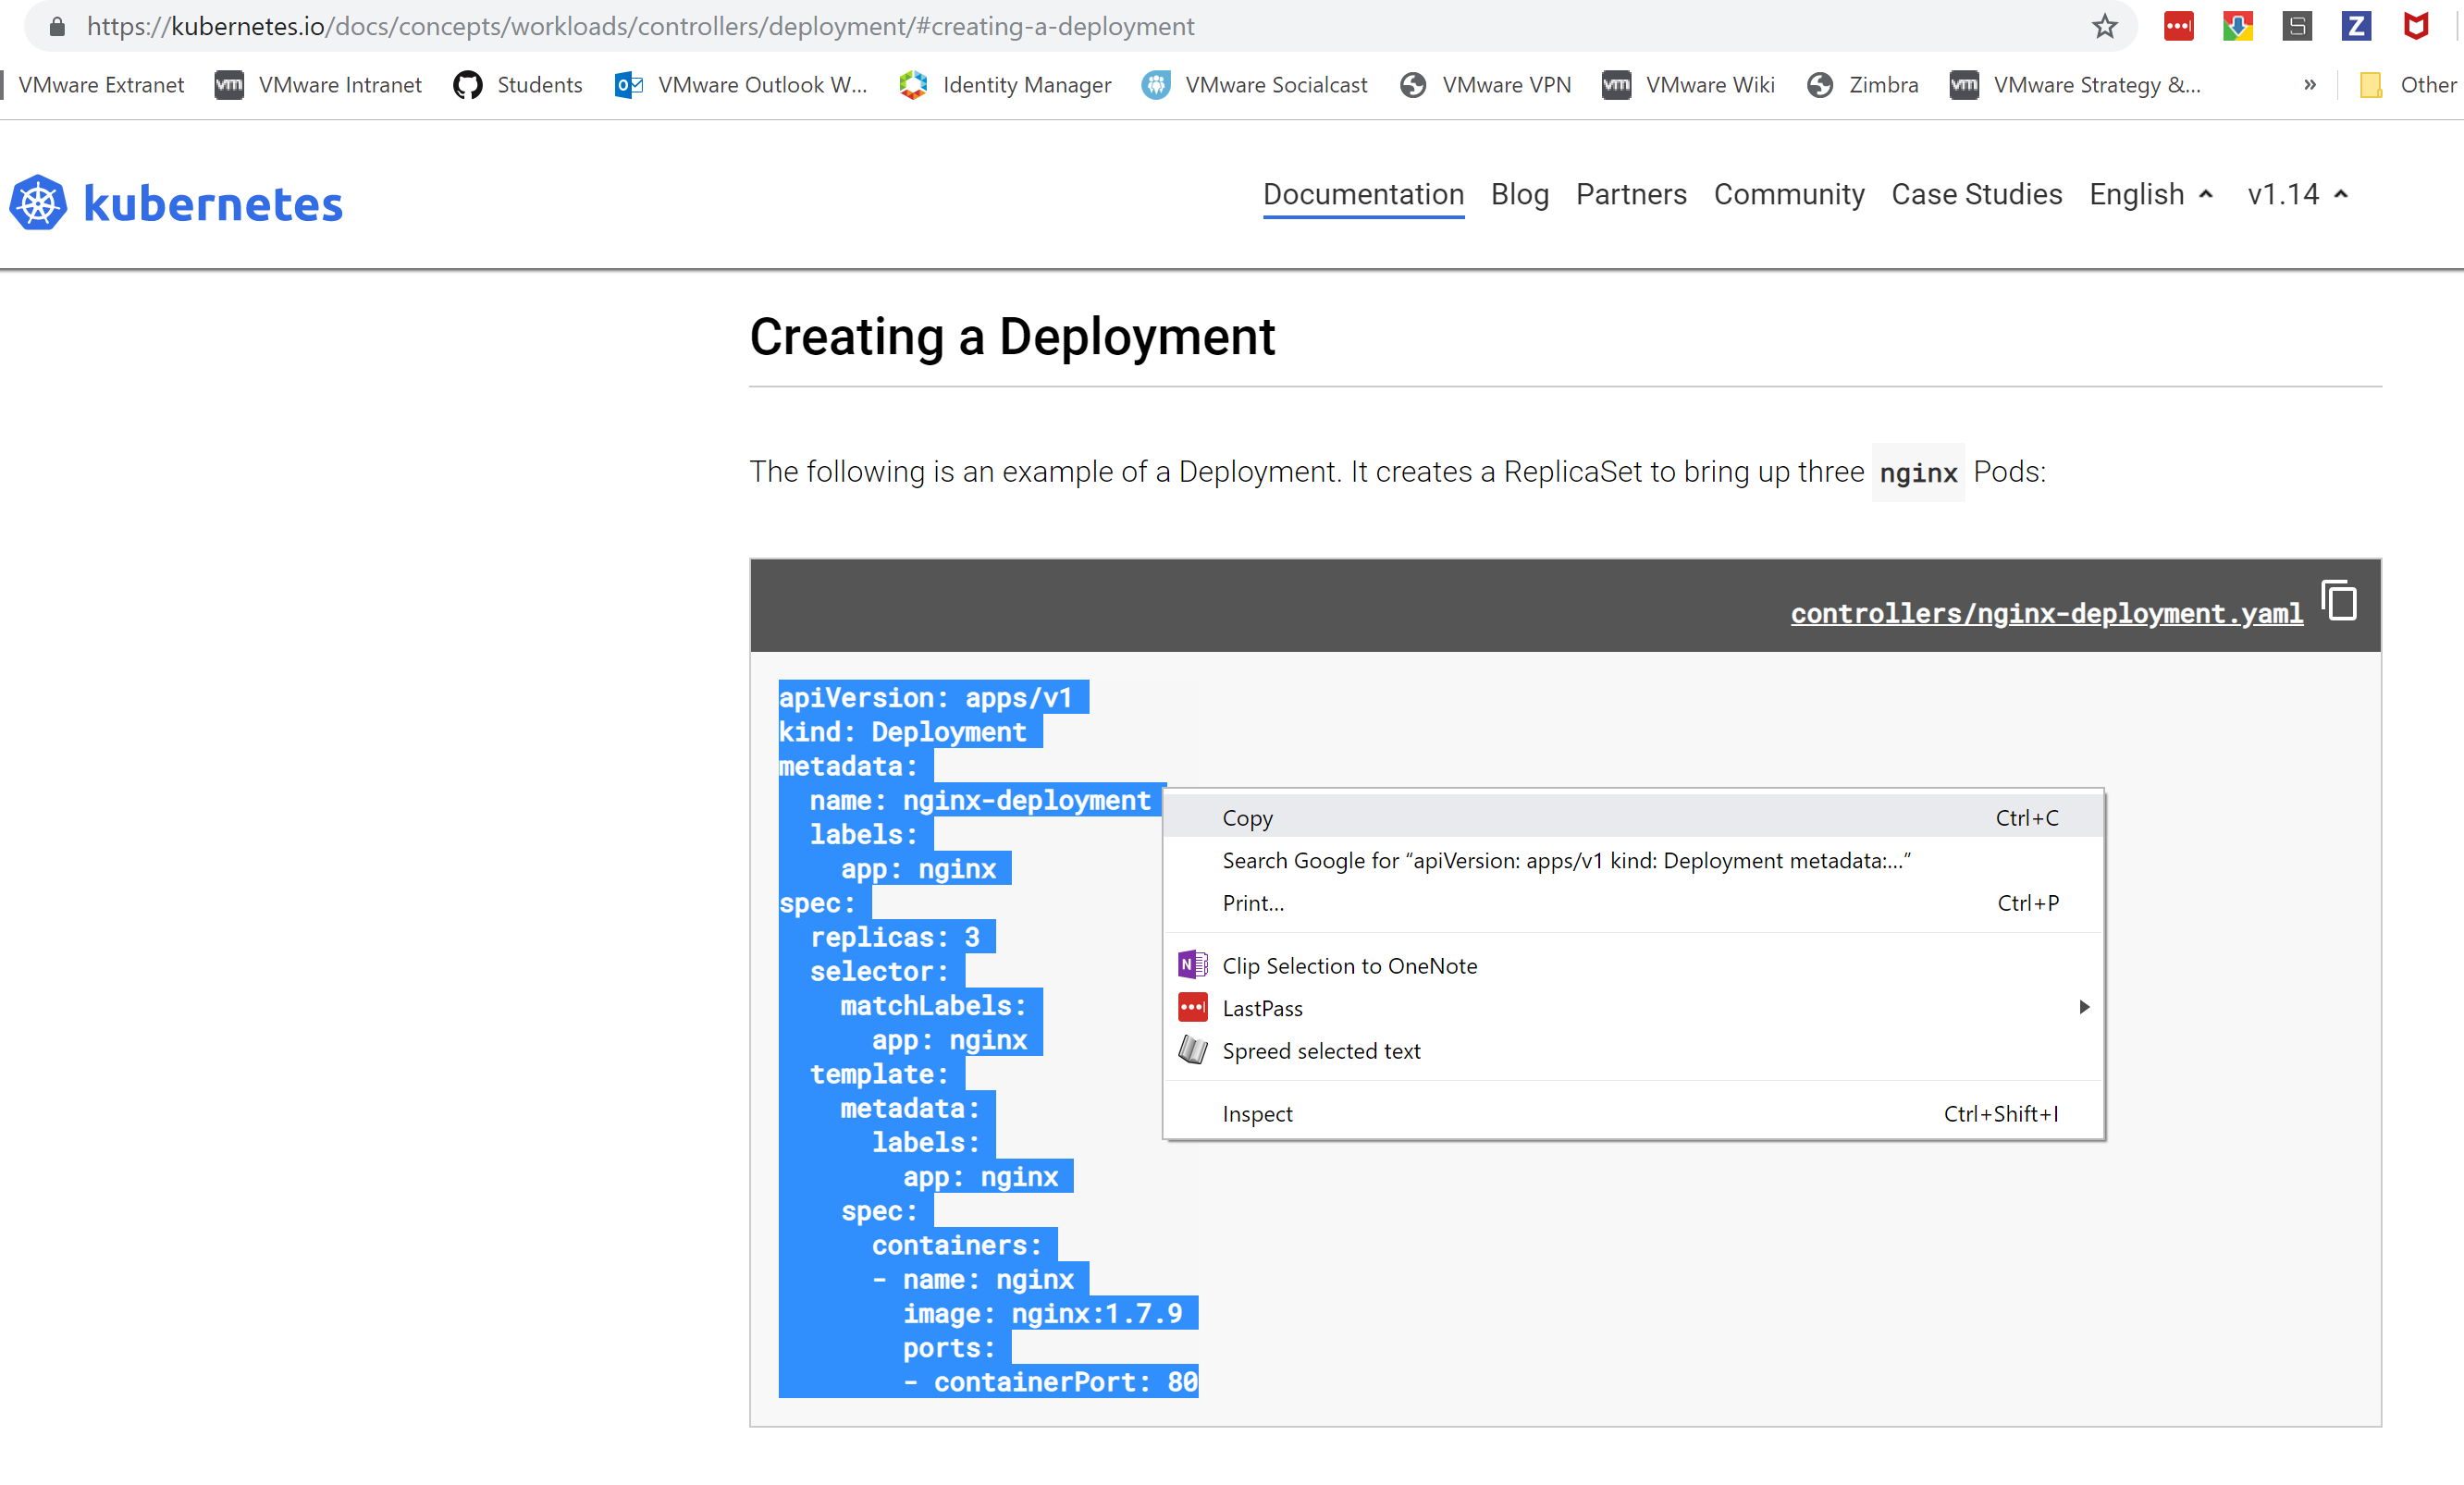 https://kubernetes.io/docs/concepts/workloads/controllers/deployment/#creating-a-deployment
VMware Extranet vm VMware Intranet Students VMware Outlook W... Identity Manager VMware Socialcast VMware VPN vm VMware Wiki Zimbra vm VMware Strategy &... » Other
kubernetes
Documentation Blog Partners Community Case Studies English v1.14
Creating a Deployment
The following is an example of a Deployment. It creates a ReplicaSet to bring up three nginx Pods:
controllers/nginx-deployment.yaml
apiVersion: apps/v1
kind: Deployment
metadata:
  name: nginx-deployment
  labels:
    app: nginx
spec:
  replicas: 3
  selector:
    matchLabels:
      app: nginx
  template:
    metadata:
      labels:
        app: nginx
    spec:
      containers:
      - name: nginx
        image: nginx:1.7.9
        ports:
        - containerPort: 80
Copy Ctrl+C
Search Google for “apiVersion: apps/v1 kind: Deployment metadata:...”
Print... Ctrl+P
Clip Selection to OneNote
LastPass
Spreed selected text
Inspect Ctrl+Shift+I